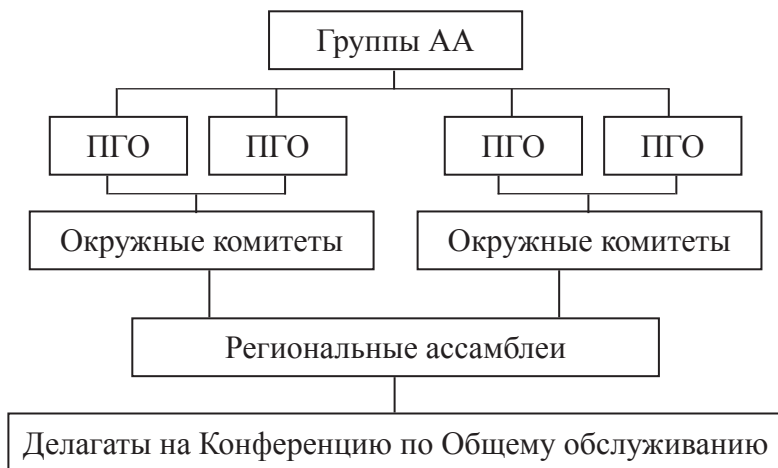 Группы АА
ПГО ПГО ПГО ПГО
Окружные комитеты Окружные комитеты
Региональные ассамблеи
Делагаты на Конференцию по Общему обслуживанию